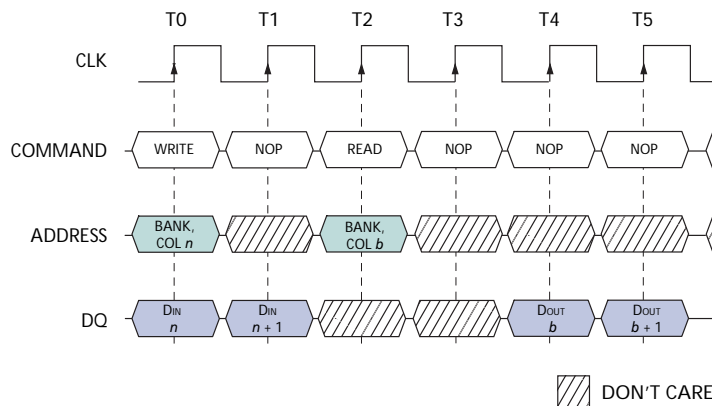 T0 T1 T2 T3 T4 T5
CLK
COMMAND WRITE NOP READ NOP NOP NOP
ADDRESS BANK, COL n BANK, COL b
DQ DIN n DIN n + 1 DOUT b DOUT b + 1
DON'T CARE